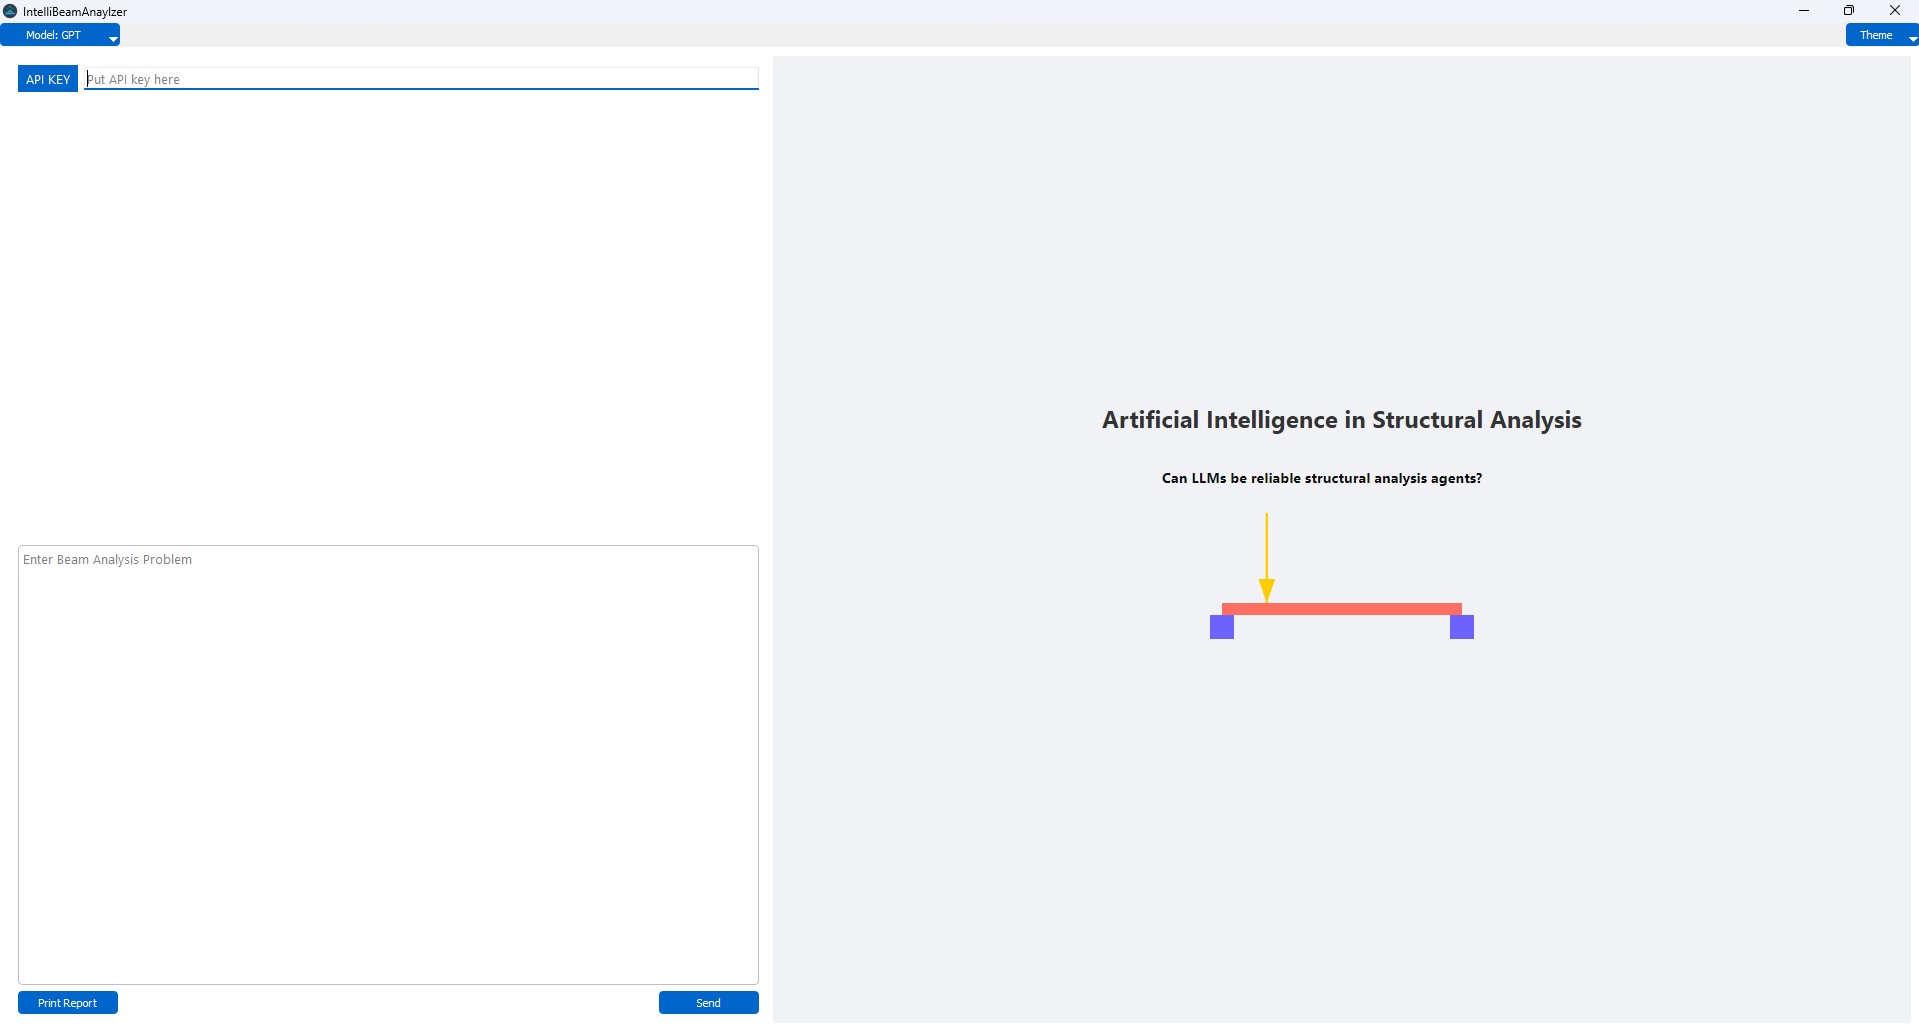 IntelliBeamAnaylzer
Model: GPT
Theme
API KEY
Put API key here
Artificial Intelligence in Structural Analysis
Can LLMs be reliable structural analysis agents?
Enter Beam Analysis Problem
Print Report
Send